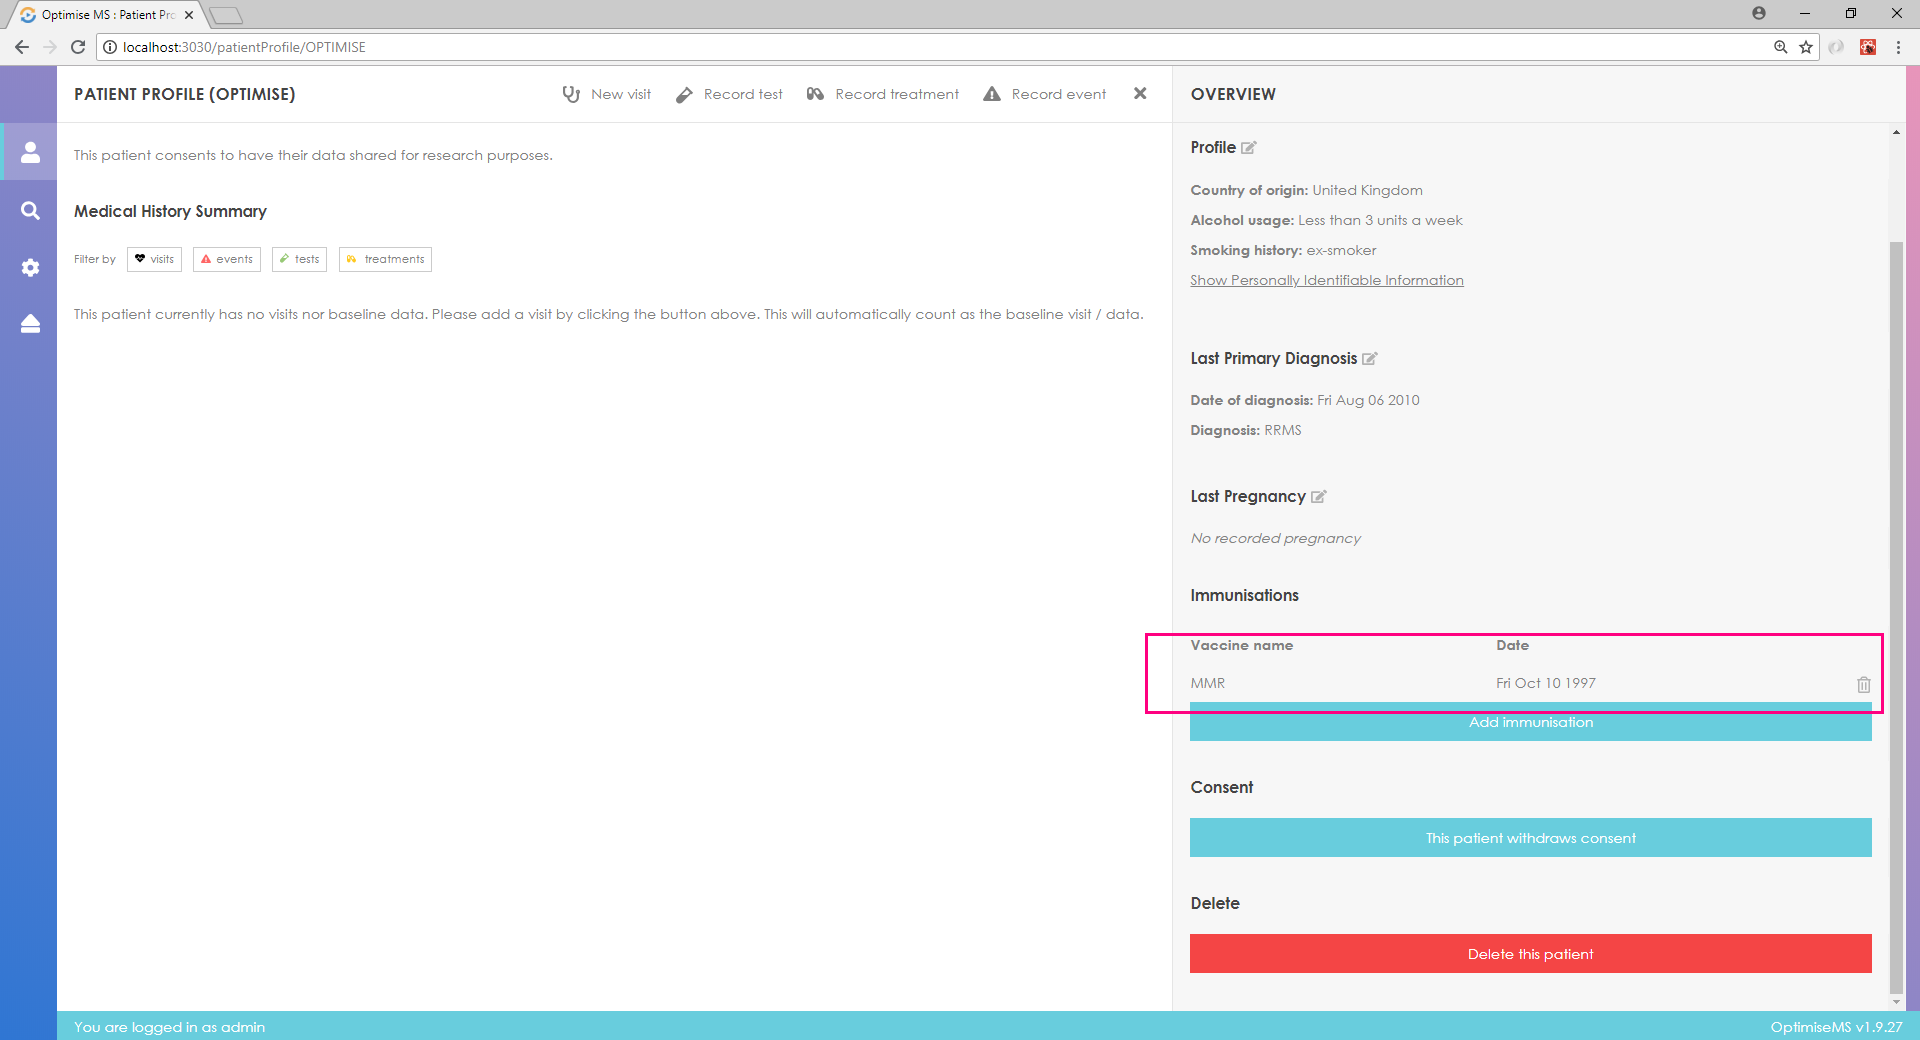 Optimise MS : Patient Pro
localhost:3030/patientProfile/OPTIMISE
PATIENT PROFILE (OPTIMISE)
New visit
Record test
Record treatment
Record event
This patient consents to have their data shared for research purposes.
Medical History Summary
Filter by visits events tests treatments
This patient currently has no visits nor baseline data. Please add a visit by clicking the button above. This will automatically count as the baseline visit / data.
OVERVIEW
Profile
Country of origin: United Kingdom
Alcohol usage: Less than 3 units a week
Smoking history: ex-smoker
Show Personally Identifiable Information
Last Primary Diagnosis
Date of diagnosis: Fri Aug 06 2010
Diagnosis: RRMS
Last Pregnancy
No recorded pregnancy
Immunisations
Vaccine name Date
MMR Fri Oct 10 1997
Add immunisation
Consent
This patient withdraws consent
Delete
Delete this patient
You are logged in as admin
OptimiseMS v1.9.27